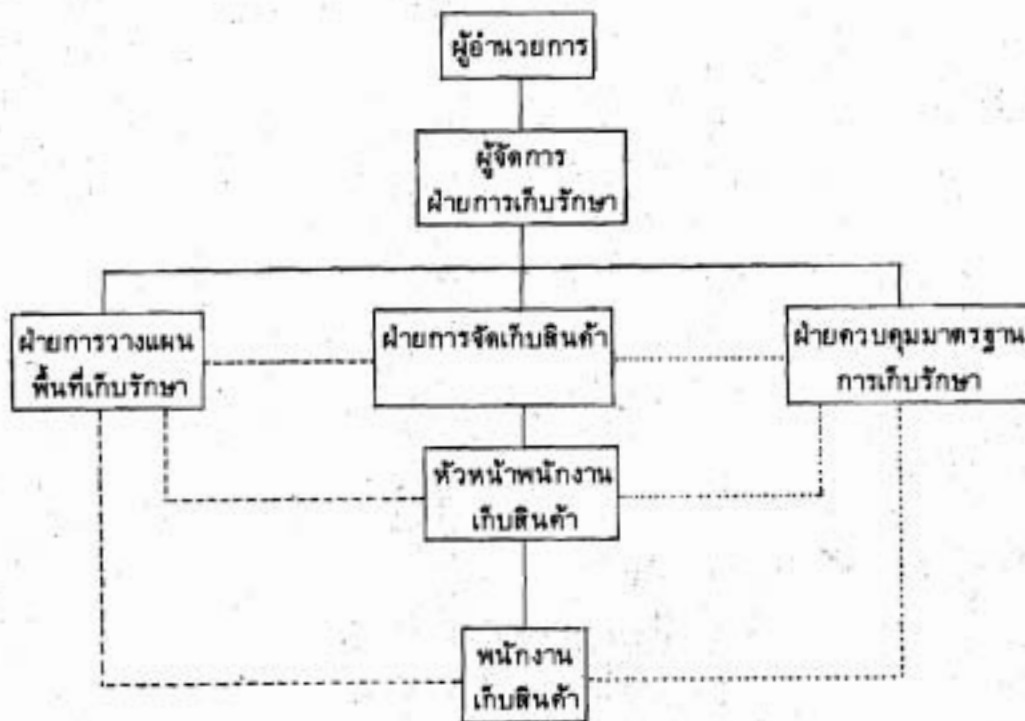 ผู้อำนวยการ
ผู้จัดการ
ฝ่ายการเก็บรักษา
ฝ่ายการวางแผน
พื้นที่เก็บรักษา
ฝ่ายการจัดเก็บสินค้า
ฝ่ายควบคุมมาตรฐาน
การเก็บรักษา
หัวหน้าพนักงาน
เก็บสินค้า
พนักงาน
เก็บสินค้า